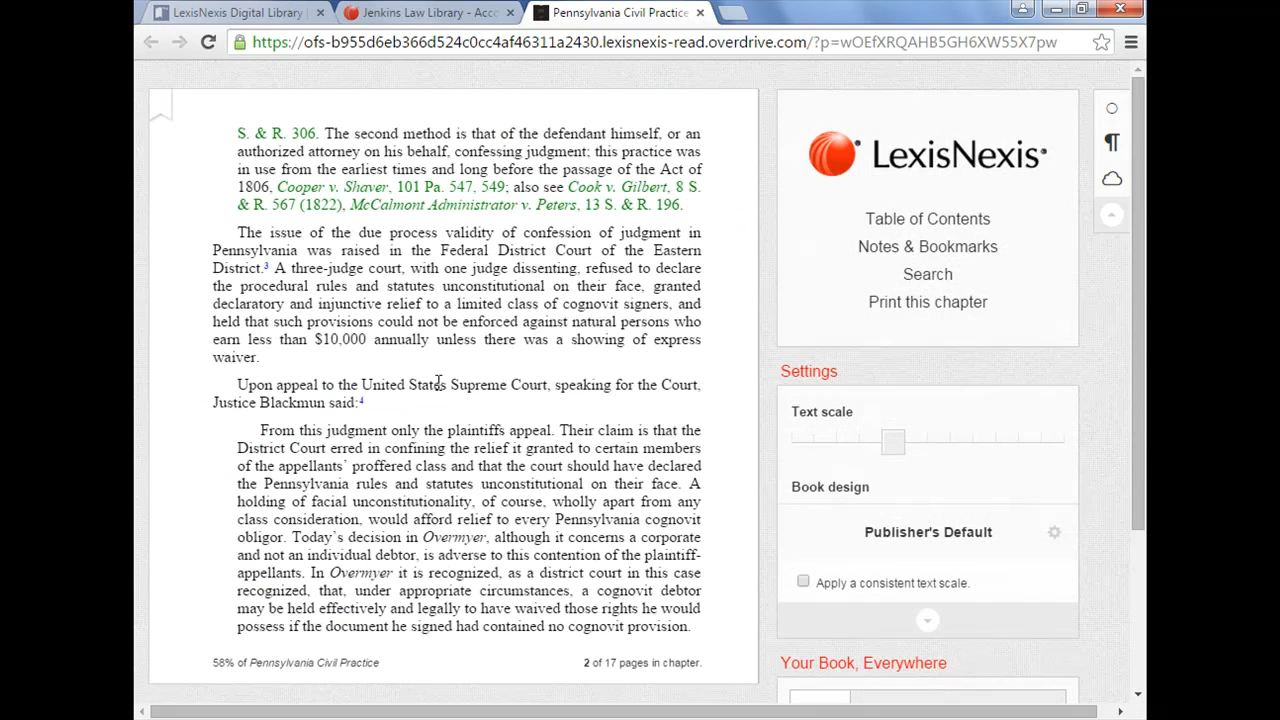 LexisNexis Digital Library
Jenkins Law Library - Acco
Pennsylvania Civil Practice
https://ofs-b955d6eb366d524c0cc4af46311a2430.lexisnexis-read.overdrive.com/?p=wOEfXRQAHB5GH6XW55X7pw
S. & R. 306. The second method is that of the defendant himself, or an
authorized attorney on his behalf, confessing judgment; this practice was
in use from the earliest times and long before the passage of the Act of
1806, Cooper v. Shaver, 101 Pa. 547, 549; also see Cook v. Gilbert, 8 S.
& R. 567 (1822), McCalmont Administrator v. Peters, 13 S. & R. 196.
The issue of the due process validity of confession of judgment in
Pennsylvania was raised in the Federal District Court of the Eastern
District.3 A three-judge court, with one judge dissenting, refused to declare
the procedural rules and statutes unconstitutional on their face, granted
declaratory and injunctive relief to a limited class of cognovit signers, and
held that such provisions could not be enforced against natural persons who
earn less than $10,000 annually unless there was a showing of express
waiver.
Upon appeal to the United States Supreme Court, speaking for the Court,
Justice Blackmun said:4
From this judgment only the plaintiffs appeal. Their claim is that the
District Court erred in confining the relief it granted to certain members
of the appellants' proffered class and that the court should have declared
the Pennsylvania rules and statutes unconstitutional on their face. A
holding of facial unconstitutionality, of course, wholly apart from any
class consideration, would afford relief to every Pennsylvania cognovit
obligor. Today's decision in Overmyer, although it concerns a corporate
and not an individual debtor, is adverse to this contention of the plaintiff-
appellants. In Overmyer it is recognized, as a district court in this case
recognized, that, under appropriate circumstances, a cognovit debtor
may be held effectively and legally to have waived those rights he would
possess if the document he signed had contained no cognovit provision.
58% of Pennsylvania Civil Practice
2 of 17 pages in chapter.
LexisNexis®
Table of Contents
Notes & Bookmarks
Search
Print this chapter
Settings
Text scale
Book design
Publisher's Default
Apply a consistent text scale.
Your Book, Everywhere